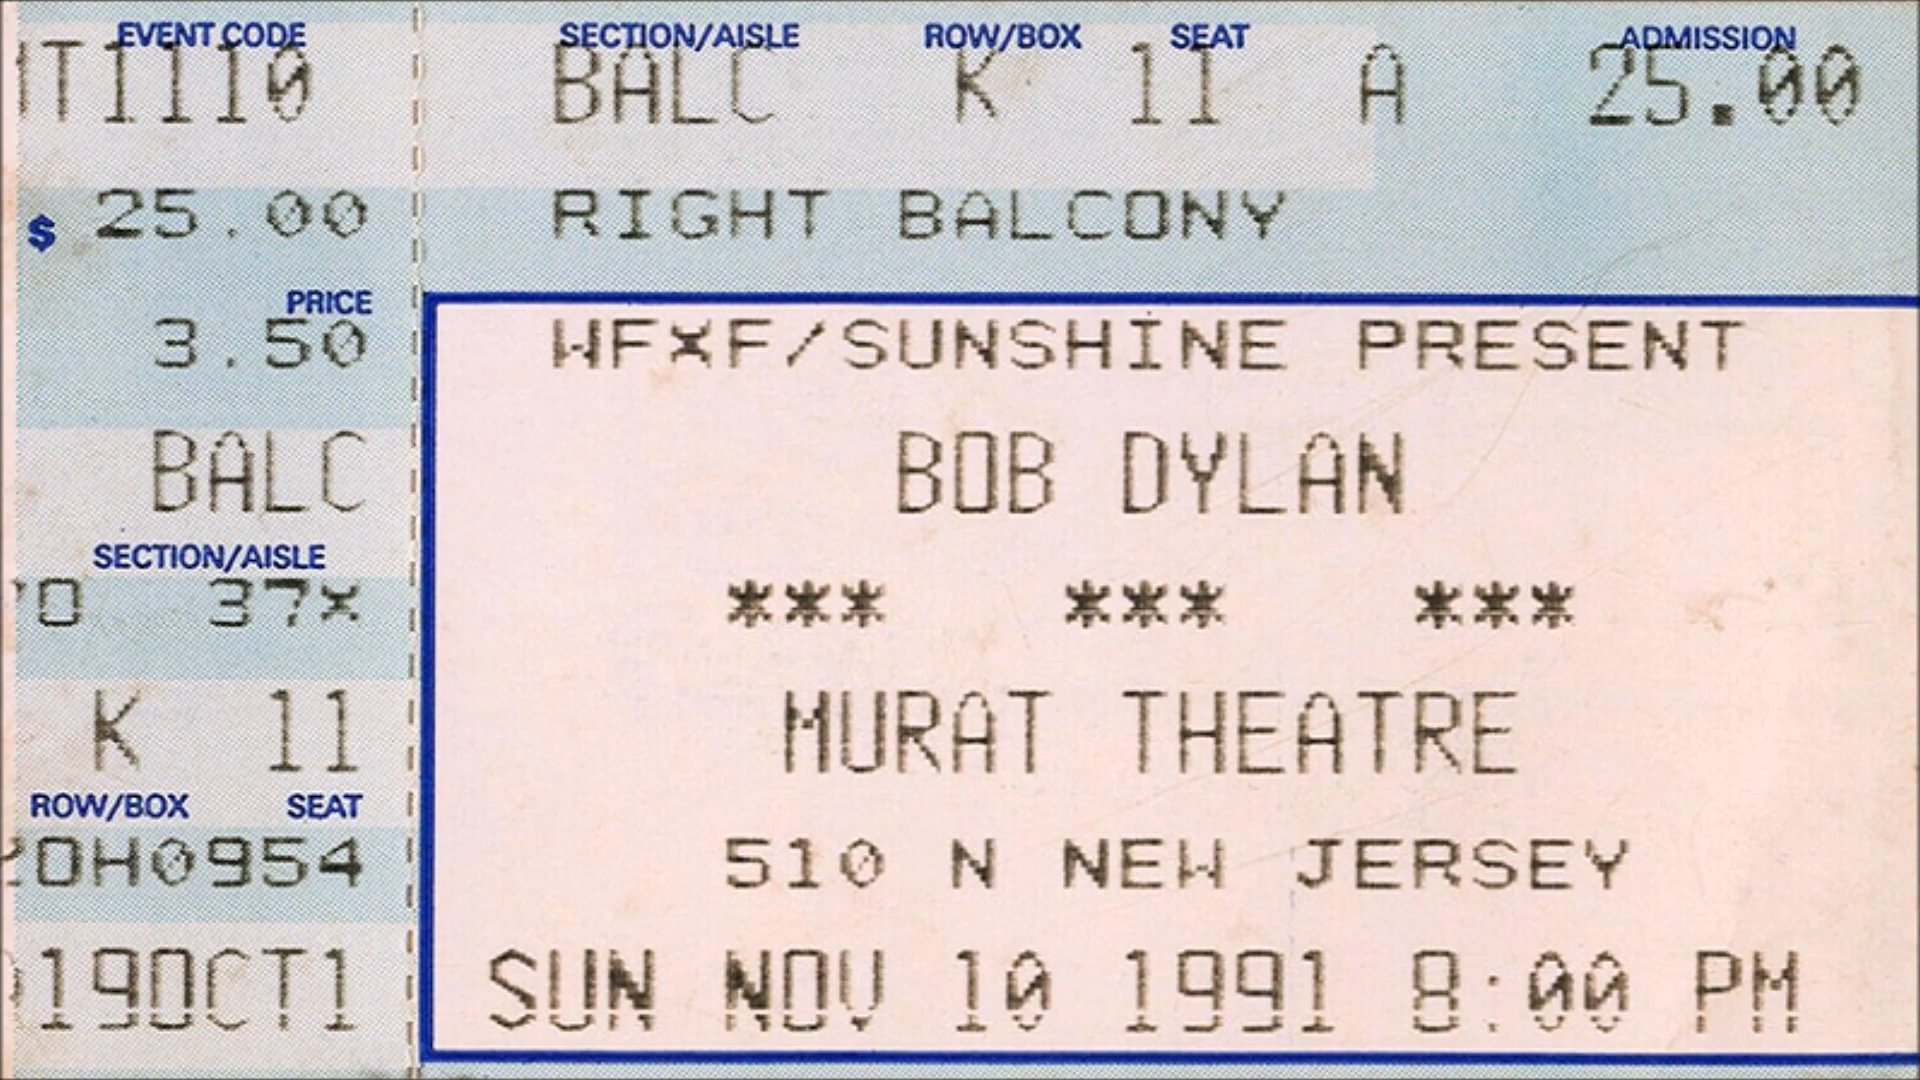 EVENT CODE
MT1110
$ 25.00
PRICE
3.50
BALC
SECTION/AISLE
37X
K 11
ROW/BOX SEAT
0H0954
19OCT1
SECTION/AISLE ROW/BOX SEAT ADMISSION
BALC K 11 A 25.00
RIGHT BALCONY
WFXF/SUNSHINE PRESENT
BOB DYLAN
*** *** ***
MURAT THEATRE
510 N NEW JERSEY
SUN NOV 10 1991 8:00 PM